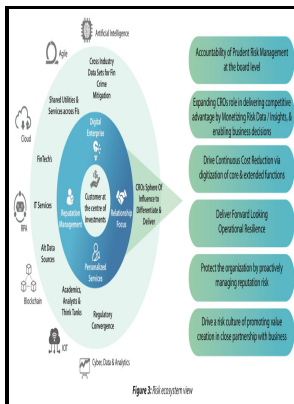 Artificial Intelligence
Agile
Cross Industry
Data Sets for Fin
Crime
Mitigation
Shared Utilities &
Services across FIs
Cloud
Digital
Enterprise
FinTech's
IT Services
RPA
Reputation
Management
Customer at
the centre of
Investments
Relationship
Focus
CROs Sphere Of
Influence to
Differentiate &
Deliver
Alt Data
Sources
Personalized
Services
Blockchain
Academics,
Analysts &
Think Tanks
Regulatory
Convergence
IOT
Cyber, Data & Analytics
Accountability of Prudent Risk Management
at the board level
Expanding CROs role in delivering competitive
advantage by Monetizing Risk Data / Insights, &
enabling business decisions
Drive Continuous Cost Reduction via
digitization of core & extended functions
Deliver Forward Looking
Operational Resilience
Protect the organization by proactively
managing reputation risk
Drive a risk culture of promoting value
creation in close partnership with business
Figure 3: Risk ecosystem view